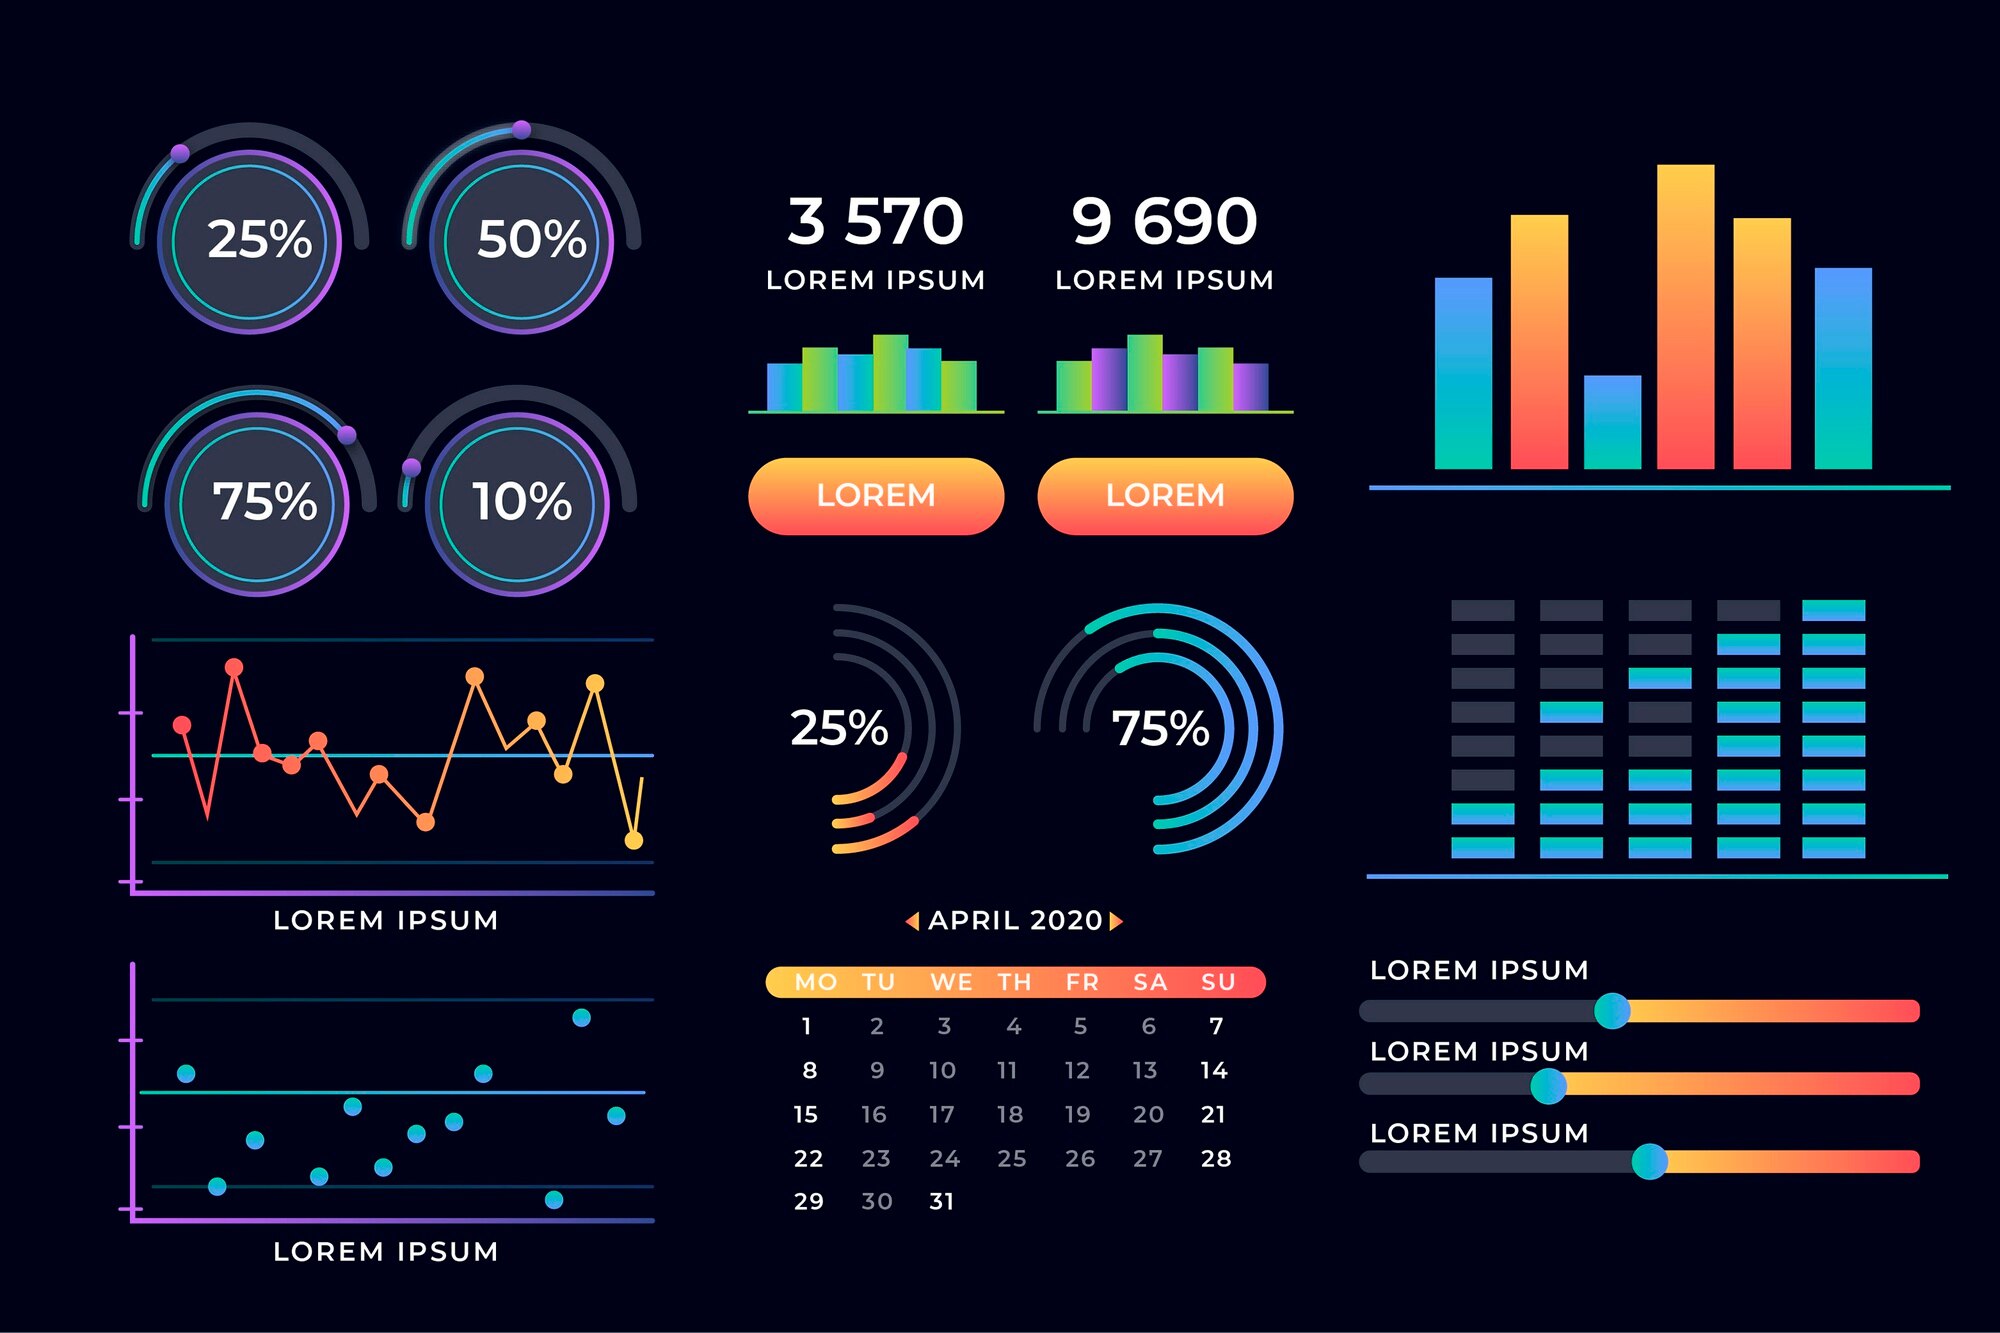 25%
50%
75%
10%
LOREM IPSUM
LOREM IPSUM
3 570
LOREM IPSUM
9 690
LOREM IPSUM
LOREM
LOREM
25%
75%
APRIL 2020
MO TU WE TH FR SA SU
1 2 3 4 5 6 7
8 9 10 11 12 13 14
15 16 17 18 19 20 21
22 23 24 25 26 27 28
29 30 31
LOREM IPSUM
LOREM IPSUM
LOREM IPSUM